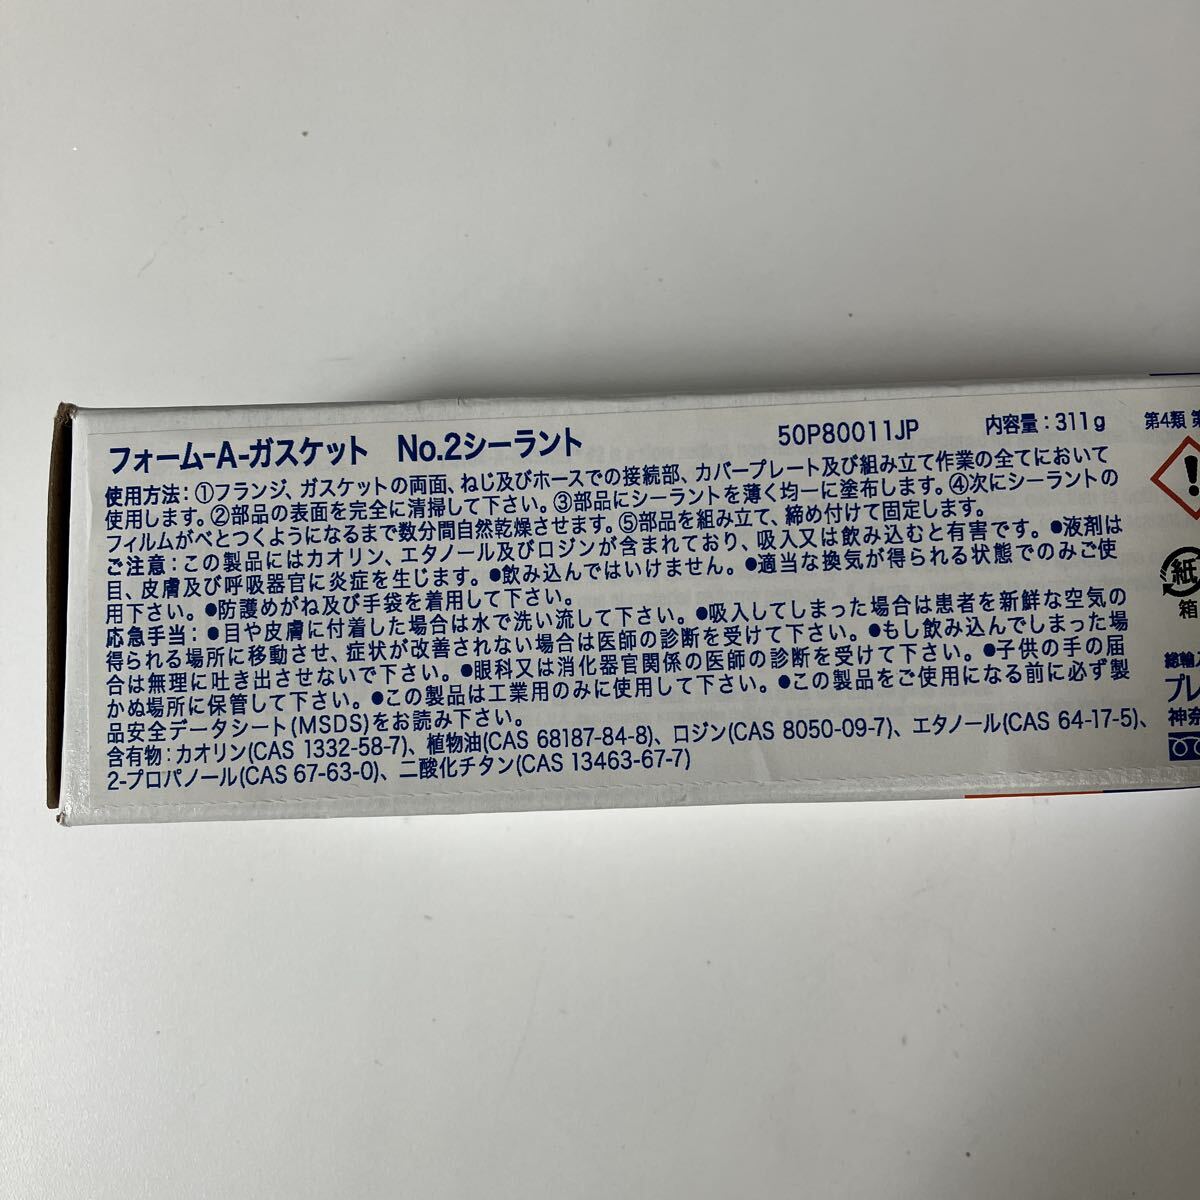 フォーム-A-ガスケット No.2シーラント 50P80011JP 内容量：311g 第4類
使用方法：①フランジ、ガスケットの両面、ねじ及びホースでの接続部、カバープレート及び組み立て作業の全てにおいて
使用します。②部品の表面を完全に清掃して下さい。③部品にシーラントを薄く均一に塗布します。④次にシーラントの
フィルムがべとつくようになるまで数分間自然乾燥させます。⑤部品を組み立て、締め付けて固定します。
ご注意：この製品にはカオリン、エタノール及びロジンが含まれており、吸入又は飲み込むと有害です。●液剤は
目、皮膚及び呼吸器官に炎症を生じます。●飲み込んではいけません。●適当な換気が得られる状態でのみご使
用下さい。●防護めがね及び手袋を着用して下さい。
応急手当：●目や皮膚に付着した場合は水で洗い流して下さい。●吸入してしまった場合は患者を新鮮な空気の
得られる場所に移動させ、症状が改善されない場合は医師の診断を受けて下さい。●もし飲み込んでしまった場
合は無理に吐き出させないで下さい。●眼科又は消化器官関係の医師の診断を受けて下さい。●子供の手の届
かぬ場所に保管して下さい。●この製品は工業用のみに使用して下さい。●この製品をご使用になる前に必ず製
品安全データシート(MSDS)をお読み下さい。
含有物：カオリン(CAS 1332-58-7)、植物油(CAS 68187-84-8)、ロジン(CAS 8050-09-7)、エタノール(CAS 64-17-5)、
2-プロパノール(CAS 67-63-0)、二酸化チタン(CAS 13463-67-7)
紙
箱
総輸
プレ
神奈